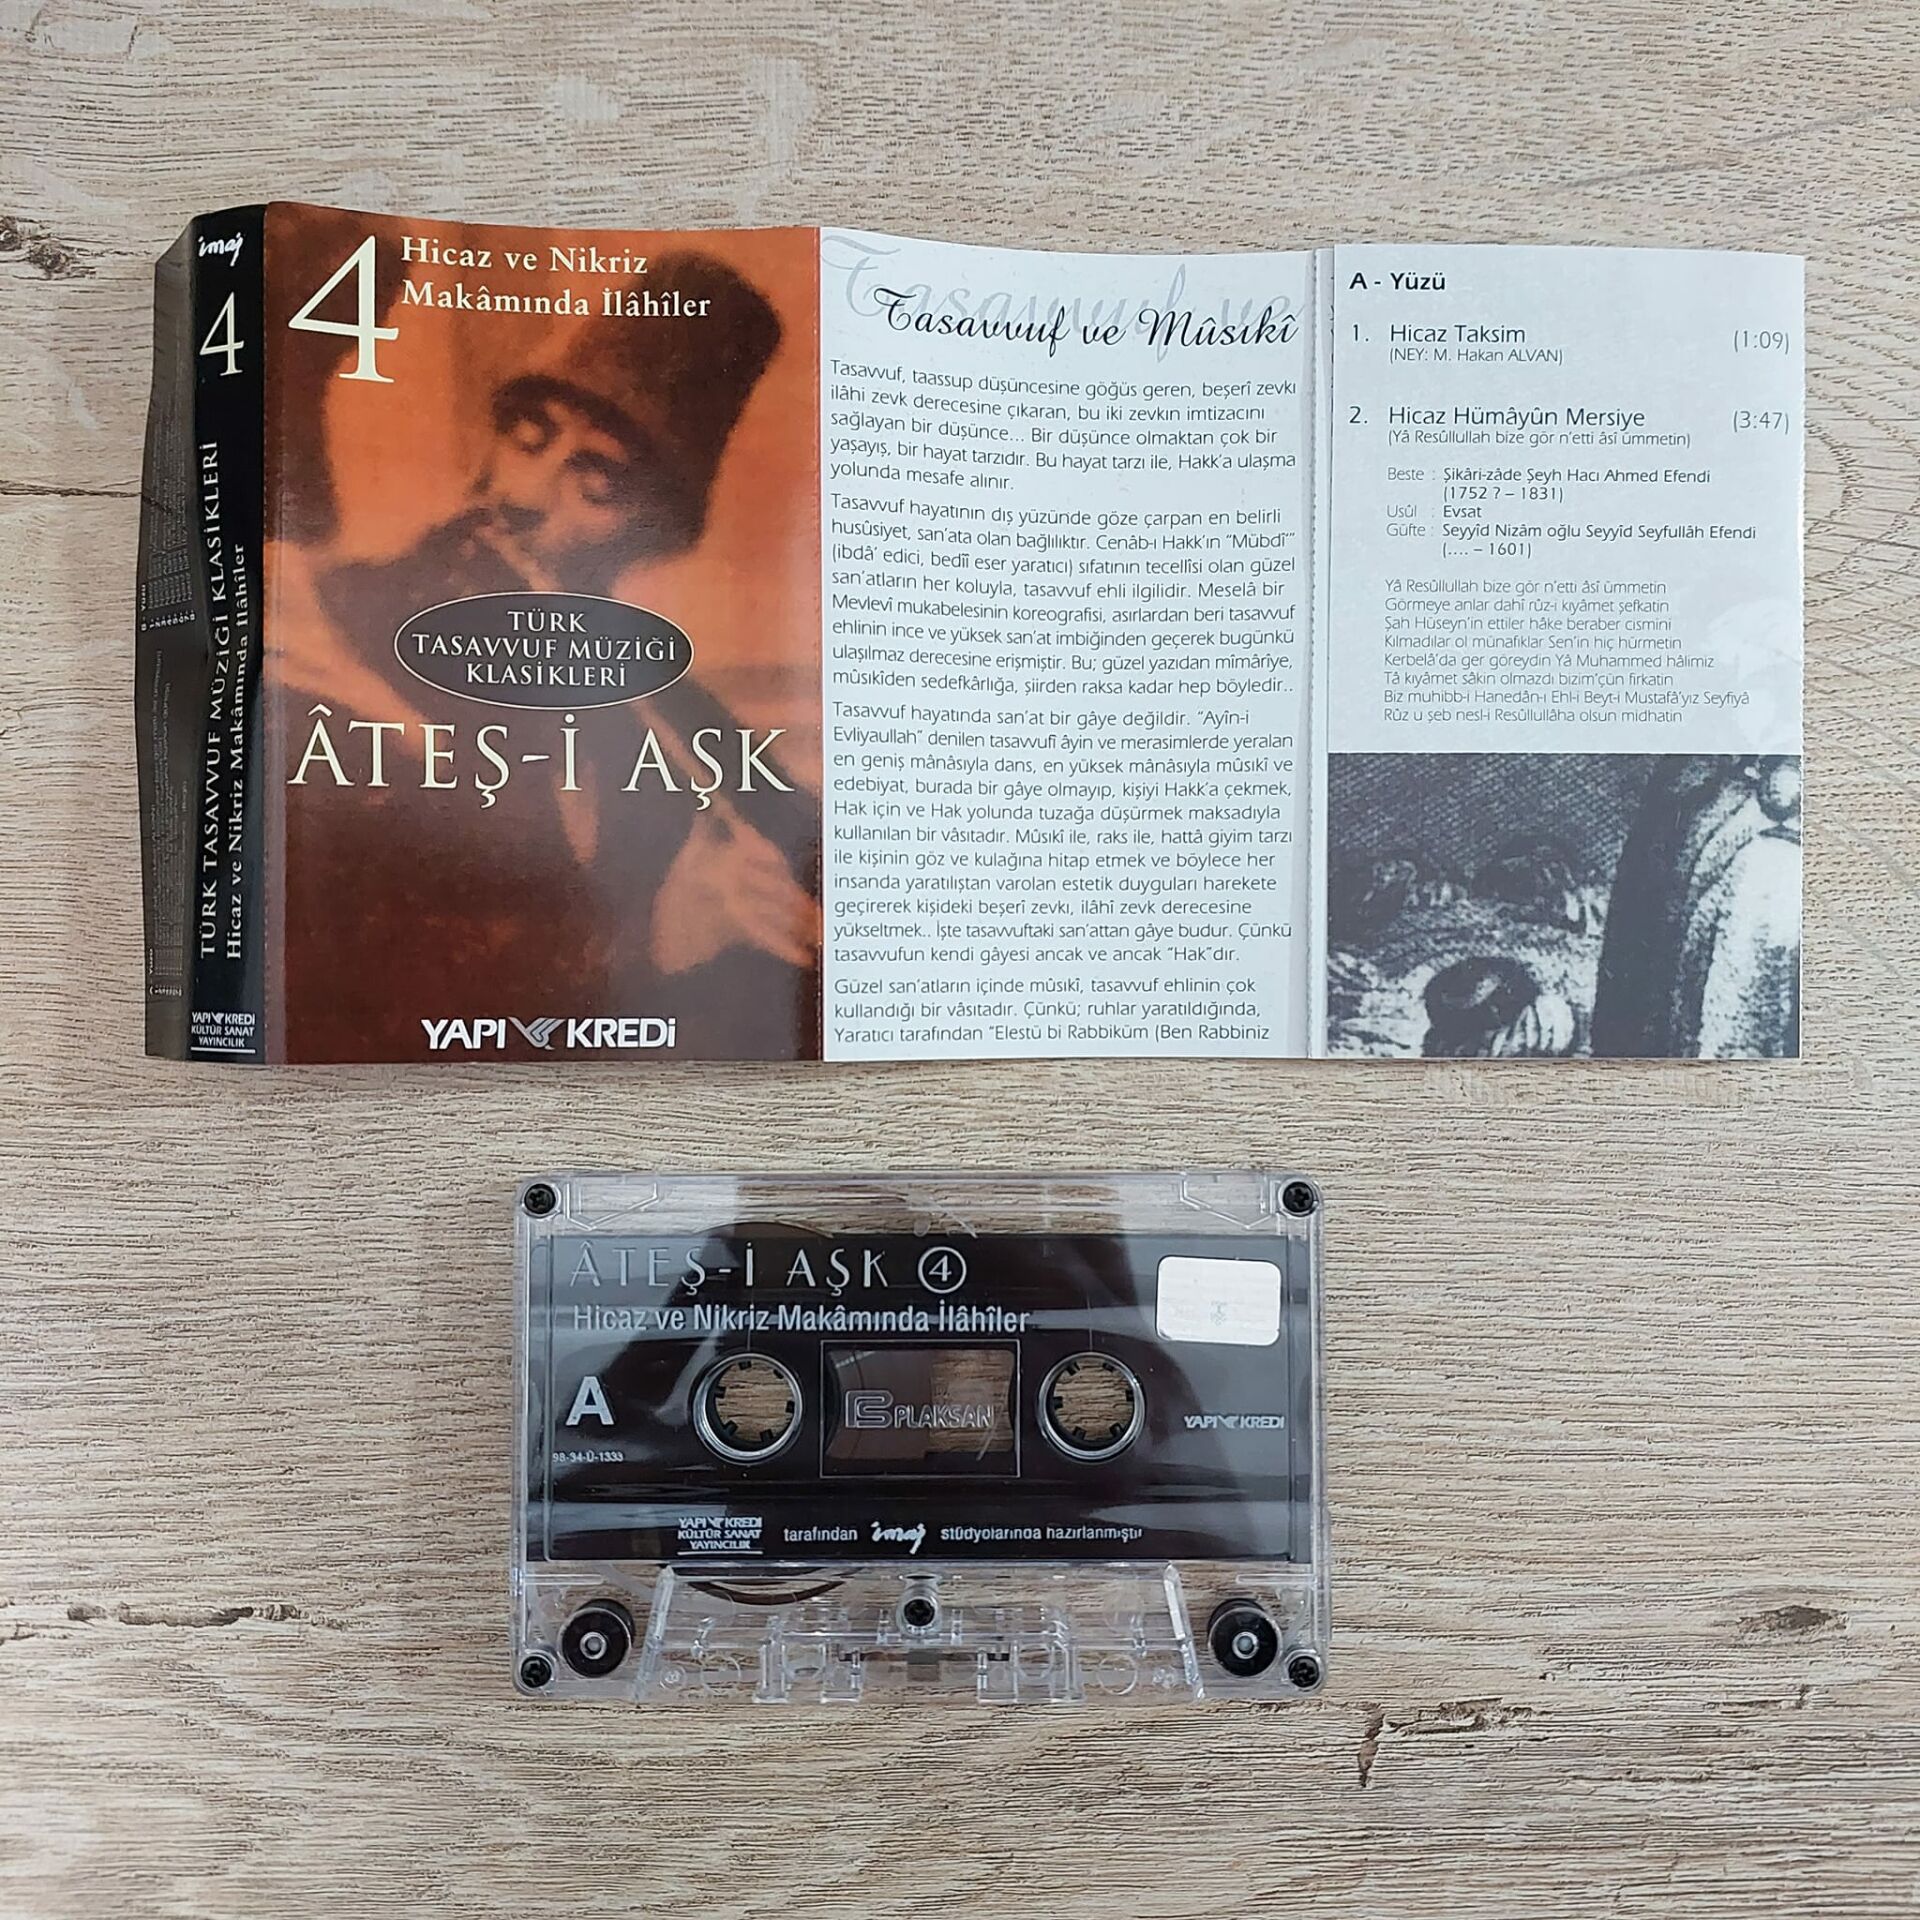 imaj
4
TÜRK TASAVVUF MÜZİĞİ KLASİKLERİ
Hicaz ve Nikriz Makâmında İlâhîler
YAPI KREDİ
KÜLTÜR SANAT
YAYINCILIK
B - Yüzü
4
Hicaz ve Nikriz
Makâmında İlâhîler
TÜRK
TASAVVUF MÜZİĞİ
KLASİKLERİ
ÂTEŞ-İ AŞK
YAPI KREDİ
Tasavvuf ve
Tasavvuf ve Mûsıkî
Tasavvuf, taassup düşüncesine göğüs geren, beşerî zevkı
ilâhi zevk derecesine çıkaran, bu iki zevkın imtizacını
sağlayan bir düşünce... Bir düşünce olmaktan çok bir
yaşayış, bir hayat tarzıdır. Bu hayat tarzı ile, Hakk'a ulaşma
yolunda mesafe alınır.
Tasavvuf hayatının dış yüzünde göze çarpan en belirli
husûsiyet, san'ata olan bağlılıktır. Cenâb-ı Hakk'ın "Mübdî'"
(ibdâ' edici, bedîî eser yaratıcı) sıfatının tecellîsi olan güzel
san'atların her koluyla, tasavvuf ehli ilgilidir. Meselâ bir
Mevlevî mukabelesinin koreografisi, asırlardan beri tasavvuf
ehlinin ince ve yüksek san'at imbiğinden geçerek bugünkü
ulaşılmaz derecesine erişmiştir. Bu; güzel yazıdan mîmârîye,
mûsıkîden sedefkârlığa, şiirden raksa kadar hep böyledir..
Tasavvuf hayatında san'at bir gâye değildir. "Ayîn-i
Evliyaullah" denilen tasavvufî âyin ve merasimlerde yeralan
en geniş mânâsıyla dans, en yüksek mânâsıyla mûsıkî ve
edebiyat, burada bir gâye olmayıp, kişiyi Hakk'a çekmek,
Hak için ve Hak yolunda tuzağa düşürmek maksadıyla
kullanılan bir vâsıtadır. Mûsıkî ile, raks ile, hattâ giyim tarzı
ile kişinin göz ve kulağına hitap etmek ve böylece her
insanda yaratılıştan varolan estetik duyguları harekete
geçirerek kişideki beşerî zevkı, ilâhî zevk derecesine
yükseltmek.. İşte tasavvuftaki san'attan gâye budur. Çünkü
tasavvufun kendi gâyesi ancak ve ancak "Hak"dır.
Güzel san'atların içinde mûsıkî, tasavvuf ehlinin çok
kullandığı bir vâsıtadır. Çünkü; ruhlar yaratıldığında,
Yaratıcı tarafından "Elestü bi Rabbiküm (Ben Rabbiniz
A - Yüzü
1. Hicaz Taksim (1:09)
(NEY: M. Hakan ALVAN)
2. Hicaz Hümâyûn Mersiye (3:47)
(Yâ Resûllullah bize gör n'etti âsî ümmetin)
Beste : Şikâri-zâde Şeyh Hacı Ahmed Efendi
(1752 ? – 1831)
Usûl : Evsat
Güfte : Seyyîd Nizâm oğlu Seyyîd Seyfullâh Efendi
(.... – 1601)
Yâ Resûllullah bize gör n'etti âsî ümmetin
Görmeye anlar dahî rûz-i kıyâmet şefkatin
Şah Hüseyn'in ettiler hâke beraber cismini
Kılmadılar ol münafıklar Sen'in hiç hürmetin
Kerbelâ'da ger göreydin Yâ Muhammed hâlimiz
Tâ kıyâmet sâkin olmazdı bizim'çün firkatin
Biz muhibb-i Hanedân-ı Ehl-i Beyt-i Mustafâ'yız Seyfiyâ
Rûz u şeb nesl-i Resûllullâha olsun midhatin
ÂTEŞ-İ AŞK 4
Hicaz ve Nikriz Makâmında İlâhîler
A
PLAKSAN
YAPI KREDİ
98-34-Ü-1333
YAPI KREDİ
KÜLTÜR SANAT
YAYINCILIK
tarafından imaj stüdyolarında hazırlanmıştır